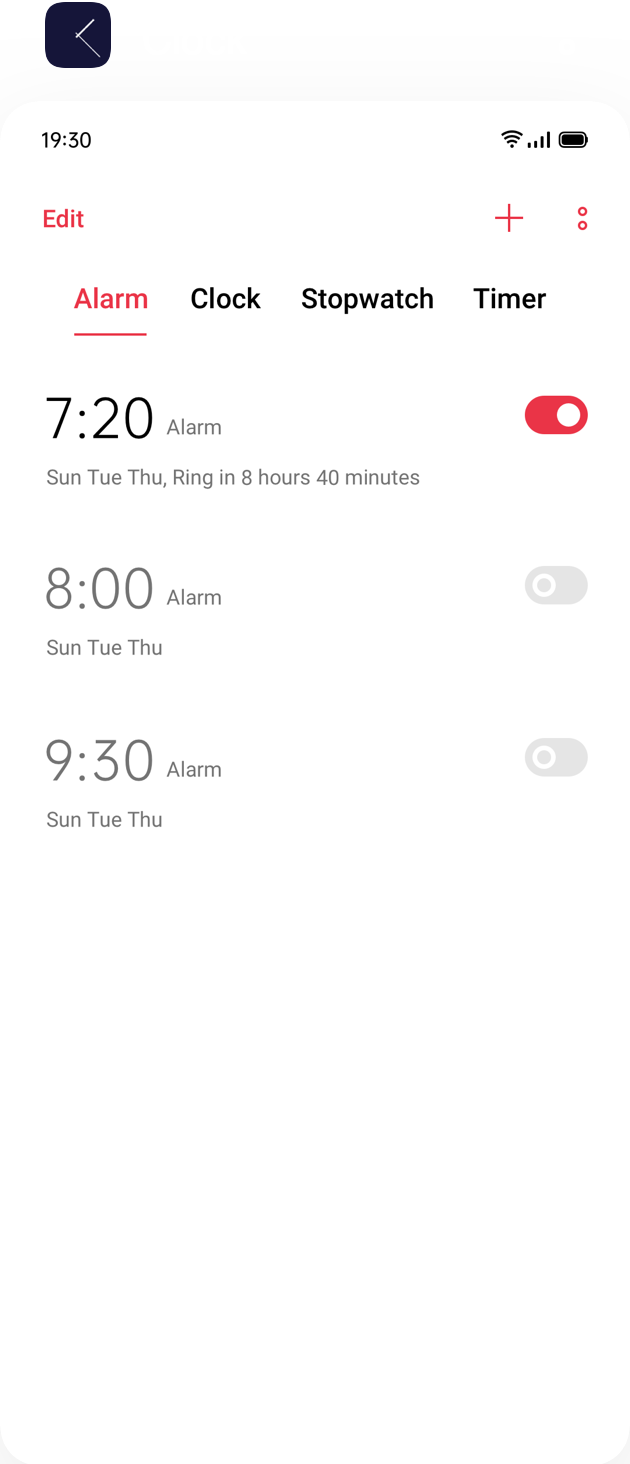 19:30
Edit
Alarm Clock Stopwatch Timer
7:20 Alarm
Sun Tue Thu, Ring in 8 hours 40 minutes
8:00 Alarm
Sun Tue Thu
9:30 Alarm
Sun Tue Thu